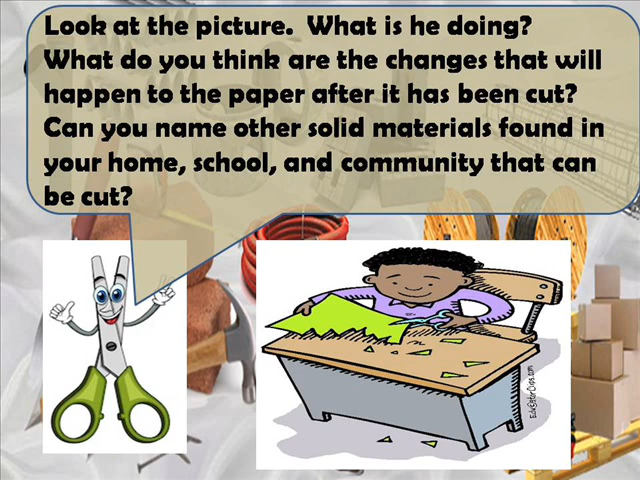 Look at the picture. What is he doing?
What do you think are the changes that will
happen to the paper after it has been cut?
Can you name other solid materials found in
your home, school, and community that can
be cut?